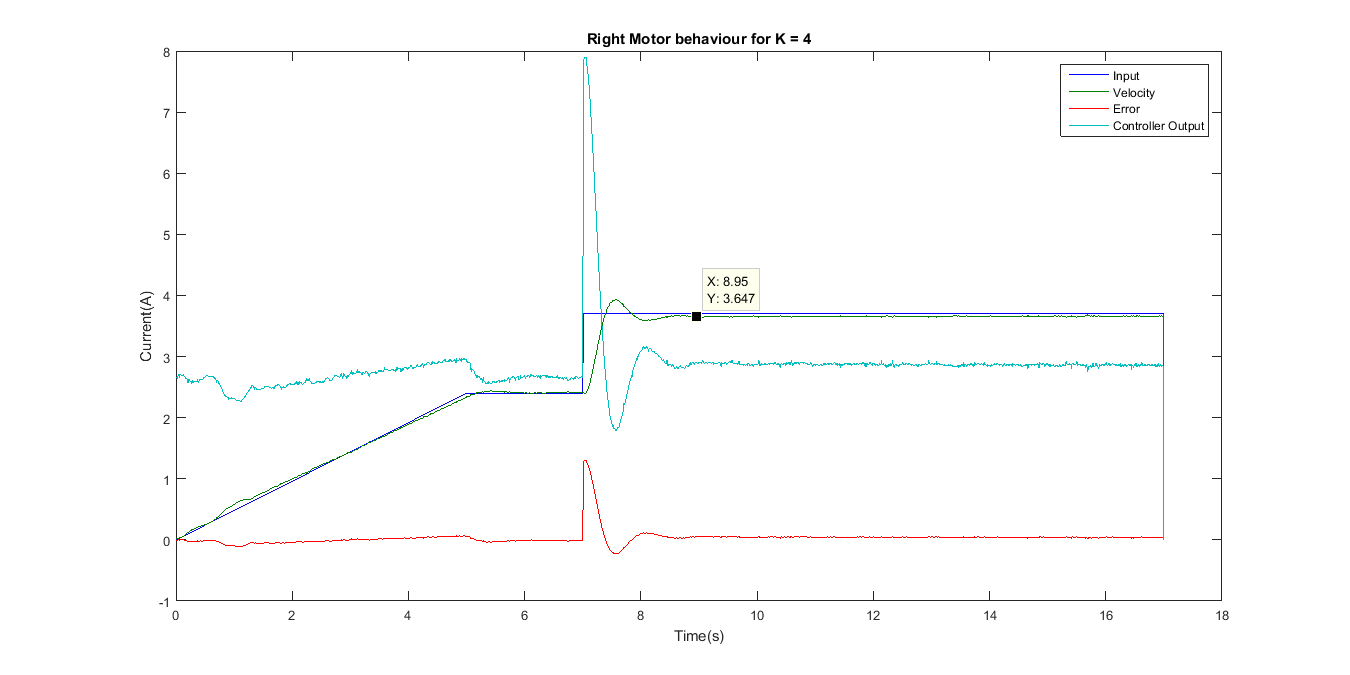 Right Motor behaviour for K = 4
8
7
6
5
4
3
2
1
0
-1
Current(A)
Input
Velocity
Error
Controller Output
X: 8.95
Y: 3.647
0 2 4 6 8 10 12 14 16 18
Time(s)